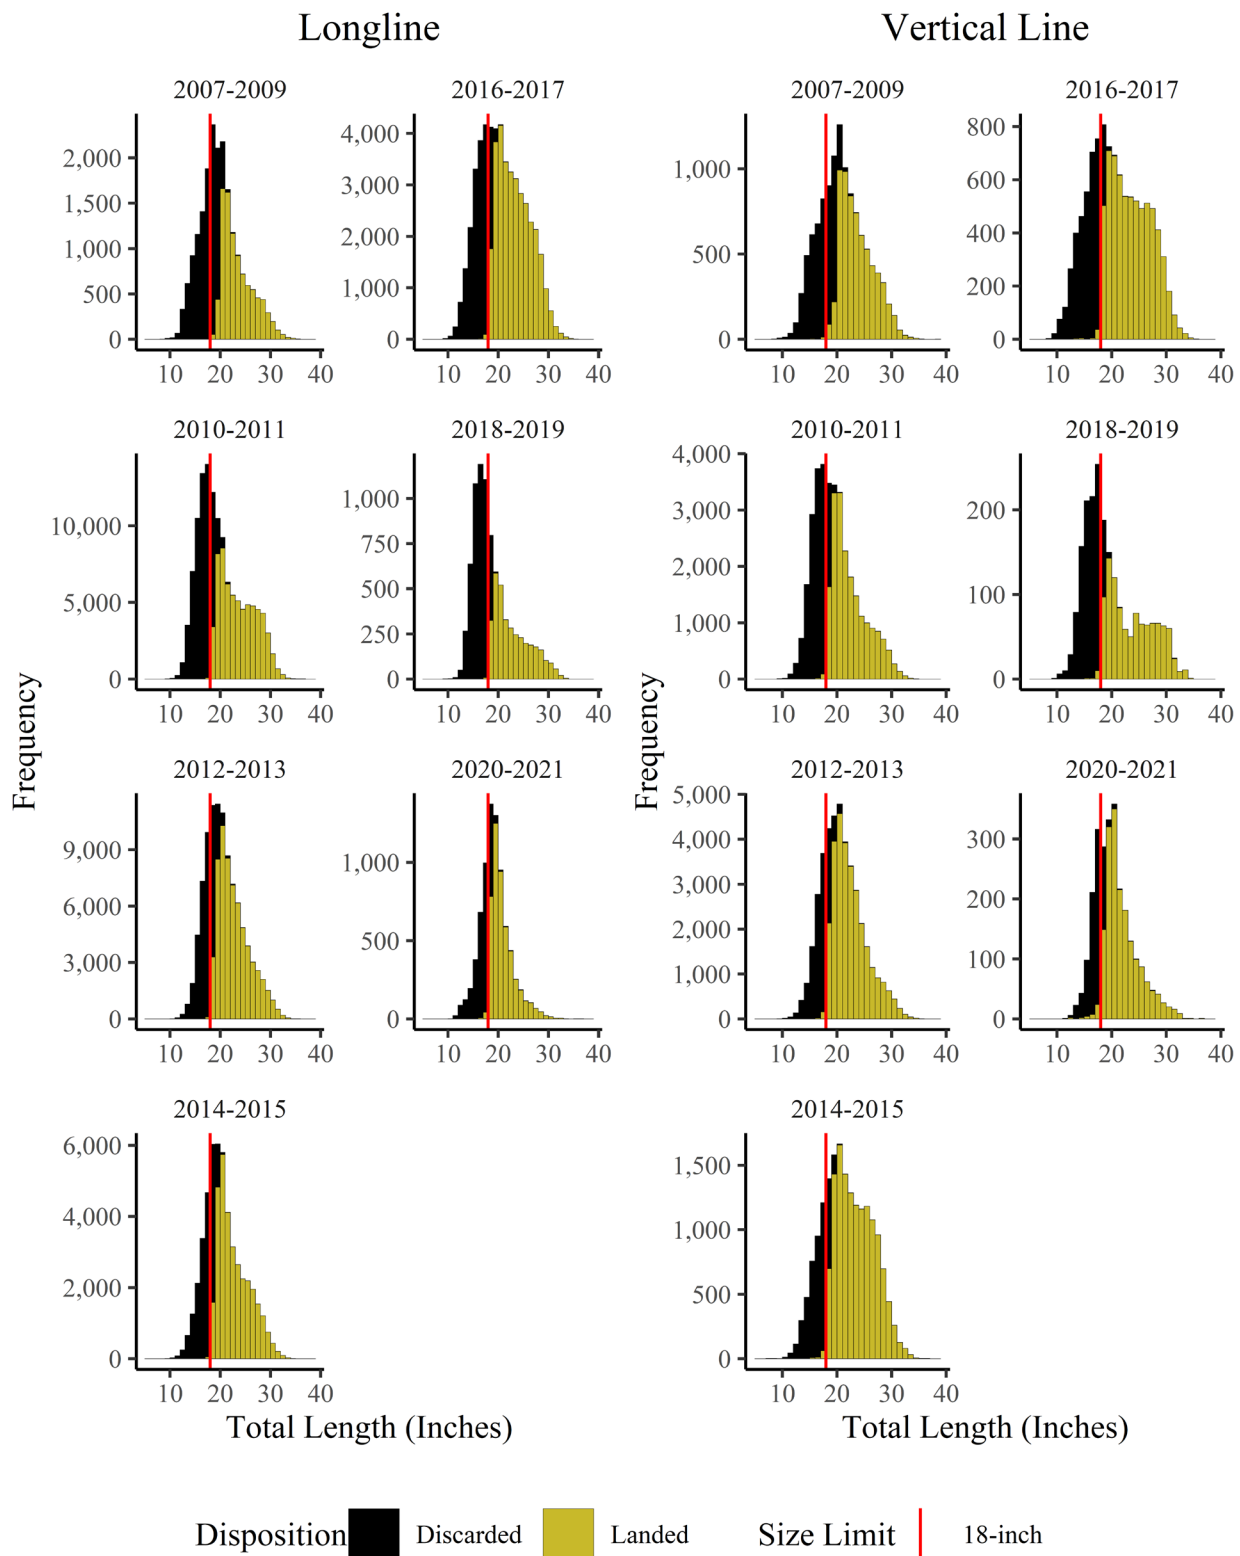 Longline Vertical Line
2007-2009 2016-2017 2007-2009 2016-2017
2,000
1,500
1,000
500
0
10 20 30 40
4,000
3,000
2,000
1,000
0
10 20 30 40
1,000
500
0
10 20 30 40
800
600
400
200
0
10 20 30 40
2010-2011 2018-2019 2010-2011 2018-2019
10,000
5,000
0
10 20 30 40
1,000
750
500
250
0
10 20 30 40
4,000
3,000
2,000
1,000
0
10 20 30 40
200
100
0
10 20 30 40
Frequency
Frequency
2012-2013 2020-2021 2012-2013 2020-2021
9,000
6,000
3,000
0
10 20 30 40
1,000
500
0
10 20 30 40
5,000
4,000
3,000
2,000
1,000
0
10 20 30 40
300
200
100
0
10 20 30 40
2014-2015 2014-2015
6,000
4,000
2,000
0
10 20 30 40
1,500
1,000
500
0
10 20 30 40
Total Length (Inches) Total Length (Inches)
Disposition Discarded Landed Size Limit 18-inch